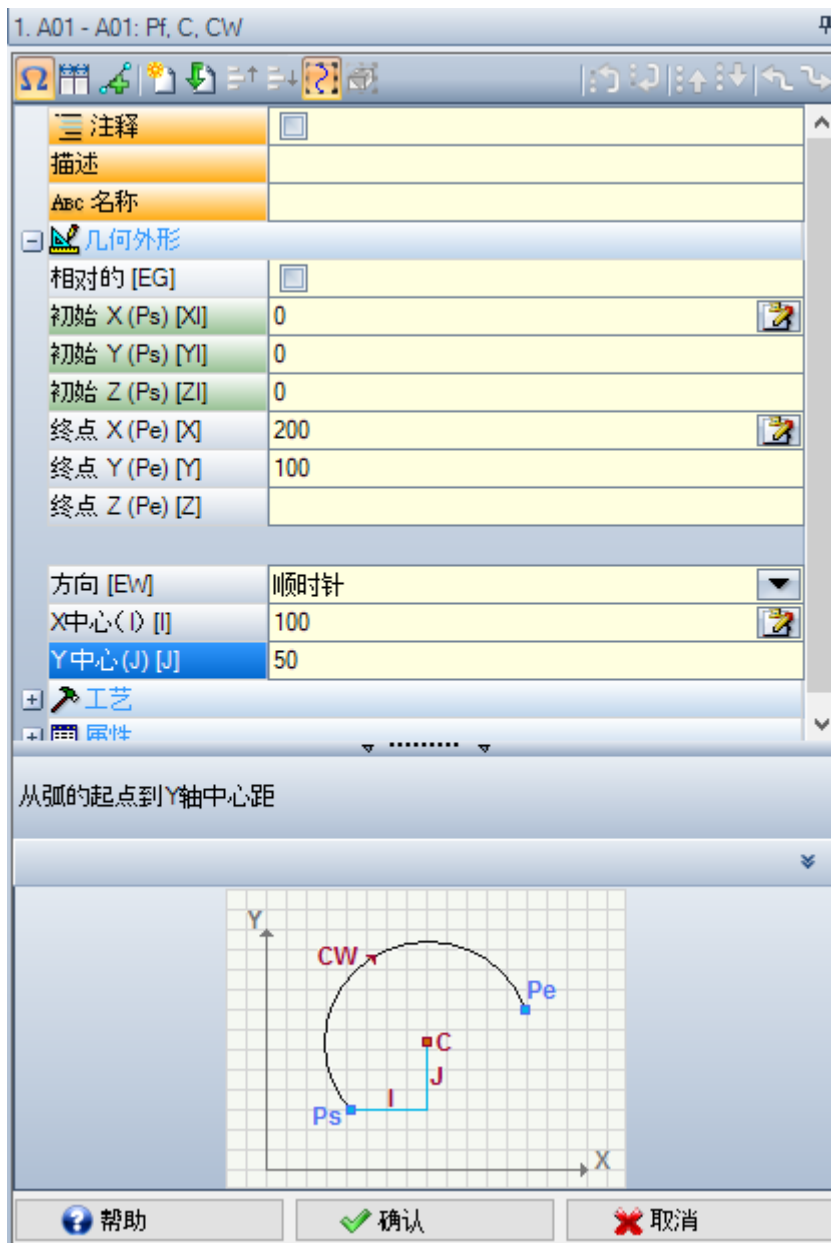 1. A01 - A01: Pf, C, CW
注释
描述
ABC 名称
几何外形
相对的 [EG]
初始 X (Ps) [XI] 0
初始 Y (Ps) [YI] 0
初始 Z (Ps) [ZI] 0
终点 X (Pe) [X] 200
终点 Y (Pe) [Y] 100
终点 Z (Pe) [Z]
方向 [EW] 顺时针
X中心(I) [I] 100
Y中心(J) [J] 50
工艺
属性
从弧的起点到Y轴中心距
Y
CW
Pe
C
J
I
Ps
X
帮助 确认 取消